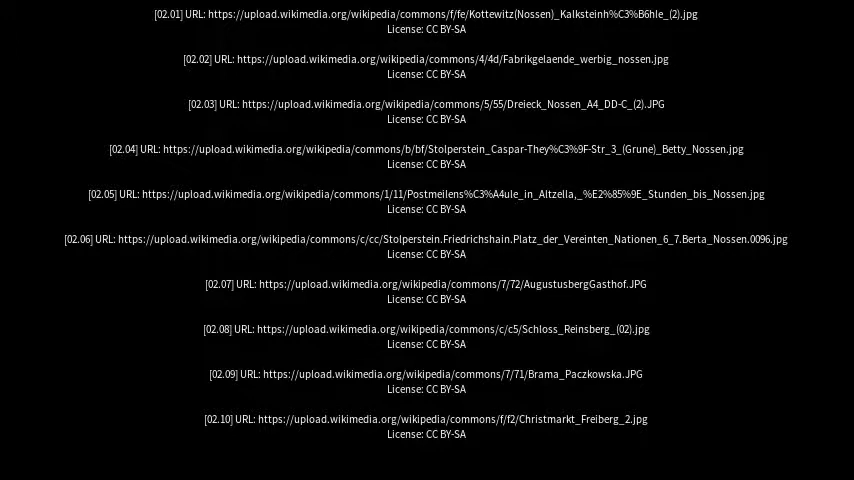 [02.01] URL: https://upload.wikimedia.org/wikipedia/commons/f/fe/Kottewitz(Nossen)_Kalksteinh%C3%B6hle_(2).jpg
License: CC BY-SA
[02.02] URL: https://upload.wikimedia.org/wikipedia/commons/4/4d/Fabrikgelaende_werbig_nossen.jpg
License: CC BY-SA
[02.03] URL: https://upload.wikimedia.org/wikipedia/commons/5/55/Dreieck_Nossen_A4_DD-C_(2).JPG
License: CC BY-SA
[02.04] URL: https://upload.wikimedia.org/wikipedia/commons/b/bf/Stolperstein_Caspar-They%C3%9F-Str_3_(Grune)_Betty_Nossen.jpg
License: CC BY-SA
[02.05] URL: https://upload.wikimedia.org/wikipedia/commons/1/11/Postmeilens%C3%A4ule_in_Altzella,_%E2%85%9E_Stunden_bis_Nossen.jpg
License: CC BY-SA
[02.06] URL: https://upload.wikimedia.org/wikipedia/commons/c/cc/Stolperstein.Friedrichshain.Platz_der_Vereinten_Nationen_6_7.Berta_Nossen.0096.jpg
License: CC BY-SA
[02.07] URL: https://upload.wikimedia.org/wikipedia/commons/7/72/AugustusbergGasthof.JPG
License: CC BY-SA
[02.08] URL: https://upload.wikimedia.org/wikipedia/commons/c/c5/Schloss_Reinsberg_(02).jpg
License: CC BY-SA
[02.09] URL: https://upload.wikimedia.org/wikipedia/commons/7/71/Brama_Paczkowska.JPG
License: CC BY-SA
[02.10] URL: https://upload.wikimedia.org/wikipedia/commons/f/f2/Christmarkt_Freiberg_2.jpg
License: CC BY-SA